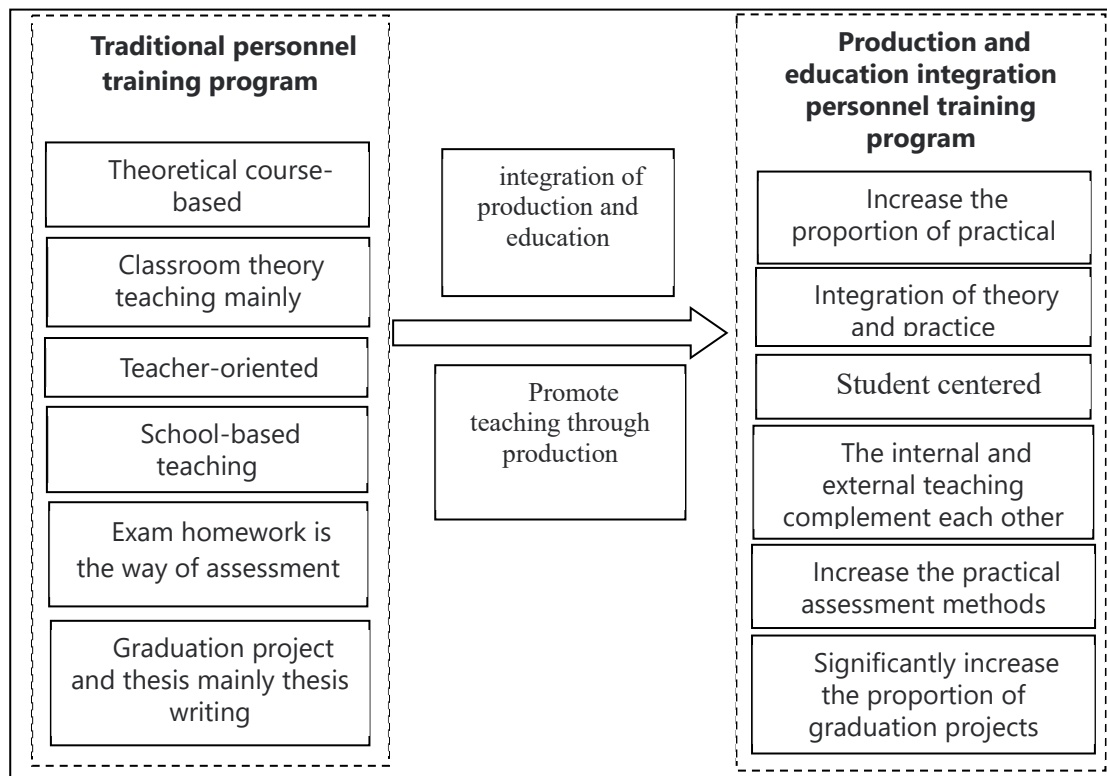 Traditional personnel
training program
Theoretical course-
based
Classroom theory
teaching mainly
Teacher-oriented
School-based
teaching
Exam homework is
the way of assessment
Graduation project
and thesis mainly thesis
writing
integration of
production and
education
Promote
teaching through
production
Production and
education integration
personnel training
program
Increase the
proportion of practical
Integration of theory
and practice
Student centered
The internal and
external teaching
complement each other
Increase the practical
assessment methods
Significantly increase
the proportion of
graduation projects